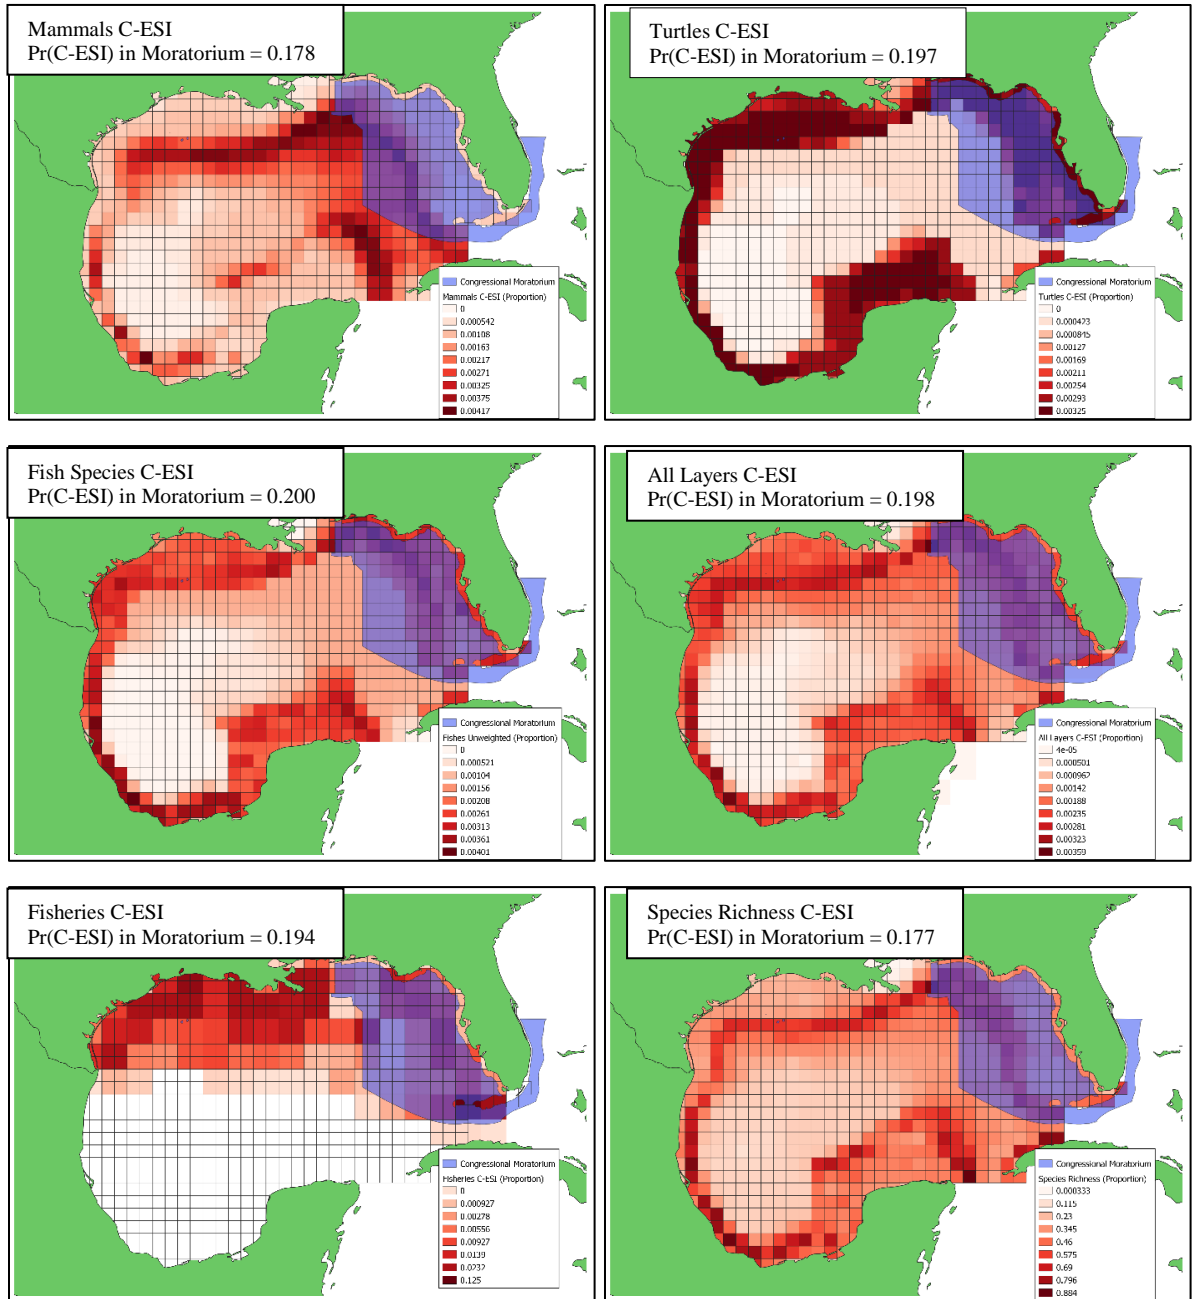 Mammals C-ESI
Pr(C-ESI) in Moratorium = 0.178
Congressional Moratorium
Mammals C-ESI (Proportion)
0
0.000542
0.00108
0.00163
0.00217
0.00271
0.00325
0.00375
0.00417
Turtles C-ESI
Pr(C-ESI) in Moratorium = 0.197
Congressional Moratorium
Turtles C-ESI (Proportion)
0
0.000423
0.000845
0.00127
0.00169
0.00211
0.00254
0.00293
0.00325
Fish Species C-ESI
Pr(C-ESI) in Moratorium = 0.200
Congressional Moratorium
Fishes Unweighted (Proportion)
0
0.000521
0.00104
0.00156
0.00208
0.00261
0.00313
0.00361
0.00401
All Layers C-ESI
Pr(C-ESI) in Moratorium = 0.198
Congressional Moratorium
All Layers C-ESI (Proportion)
4e-05
0.000501
0.000962
0.00142
0.00188
0.00235
0.00281
0.00323
0.00359
Fisheries C-ESI
Pr(C-ESI) in Moratorium = 0.194
Congressional Moratorium
Fisheries C-ESI (Proportion)
0
0.000927
0.00278
0.00556
0.00927
0.0139
0.0232
0.125
Species Richness C-ESI
Pr(C-ESI) in Moratorium = 0.177
Congressional Moratorium
Species Richness (Proportion)
0.000333
0.115
0.23
0.345
0.46
0.575
0.69
0.796
0.884